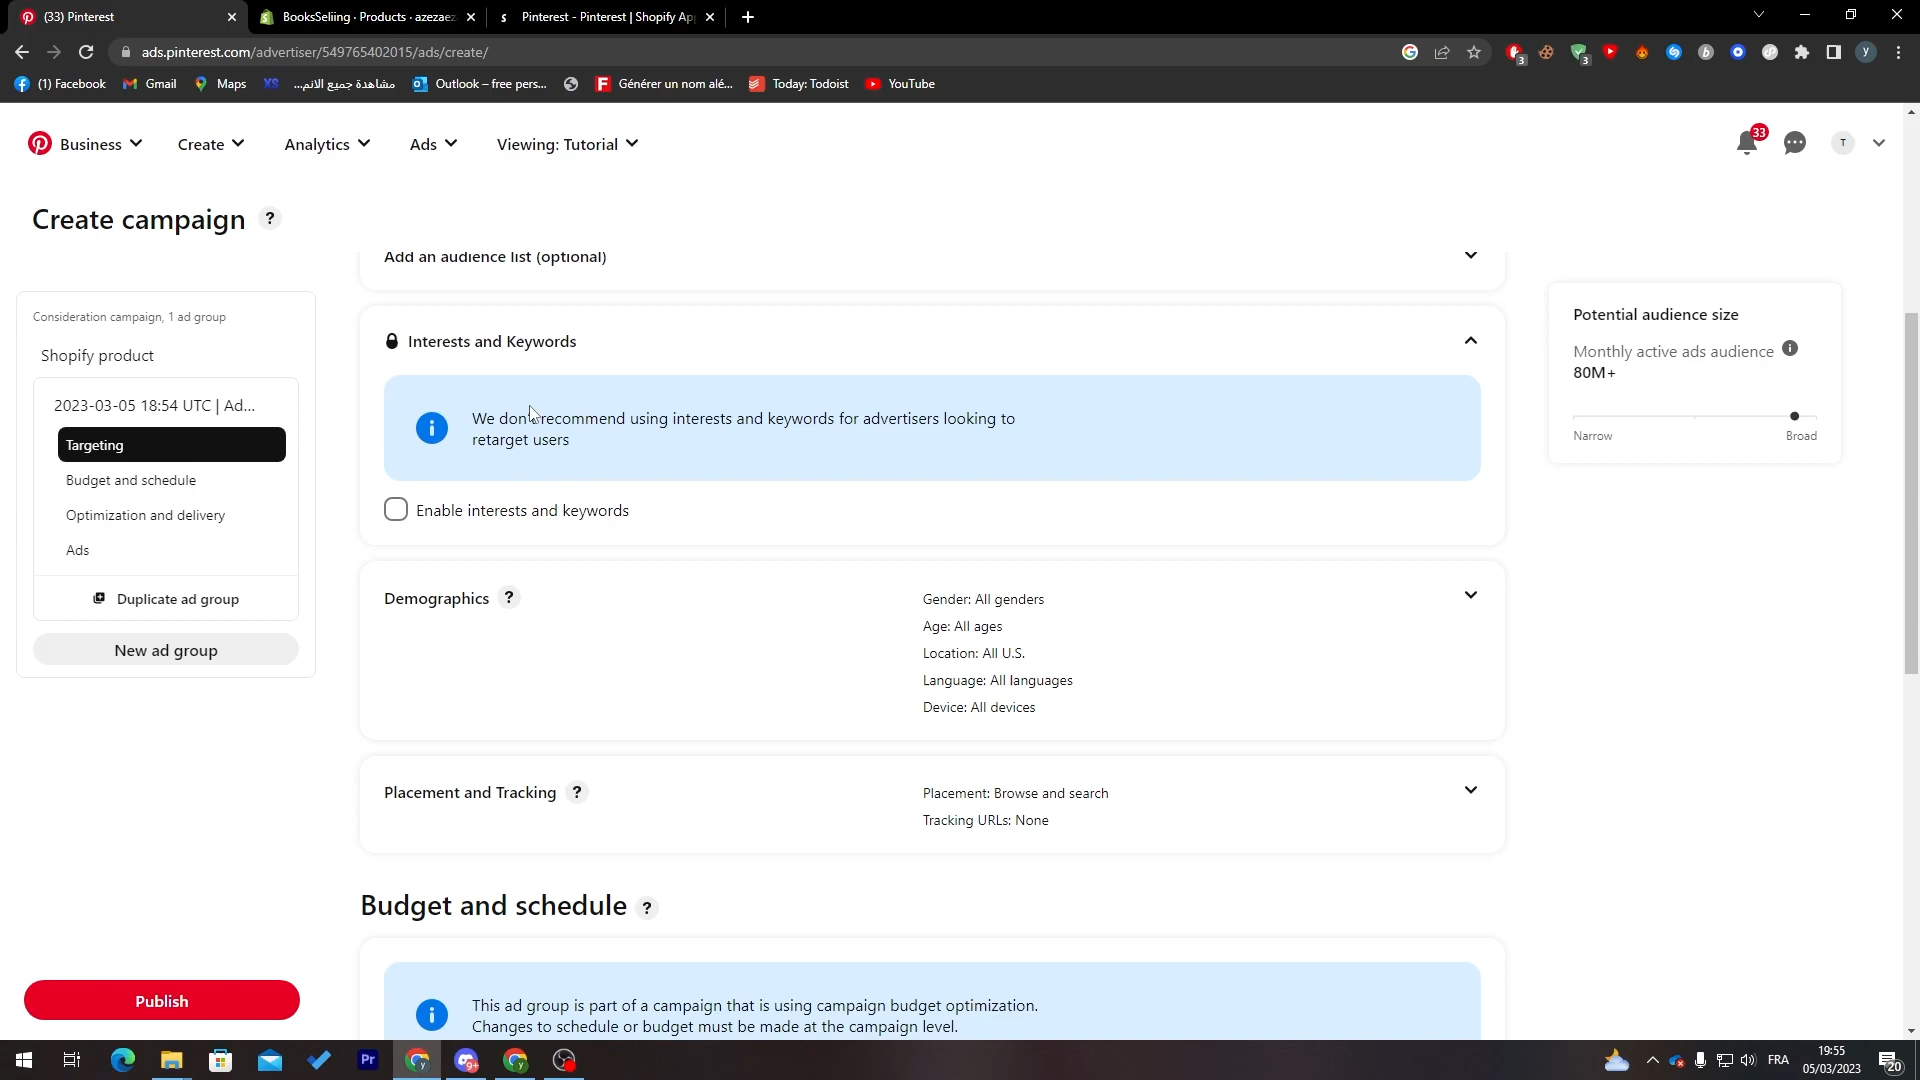 (33) Pinterest
BooksSeliing · Products · azezaez
Pinterest - Pinterest | Shopify Ap
ads.pinterest.com/advertiser/549765402015/ads/create/
3
3
y
(1) Facebook
Gmail
Maps
XS
مشاهدة جميع الانم...
Outlook – free pers...
Générer un nom alé...
Today: Todoist
YouTube
Business
Create
Analytics
Ads
Viewing: Tutorial
33
T
Create campaign ?
Add an audience list (optional)
Consideration campaign, 1 ad group
Shopify product
2023-03-05 18:54 UTC | Ad...
Targeting
Budget and schedule
Optimization and delivery
Ads
Duplicate ad group
New ad group
Publish
Interests and Keywords
We don't recommend using interests and keywords for advertisers looking to
retarget users
Enable interests and keywords
Demographics ?
Gender: All genders
Age: All ages
Location: All U.S.
Language: All languages
Device: All devices
Placement and Tracking ?
Placement: Browse and search
Tracking URLs: None
Budget and schedule ?
This ad group is part of a campaign that is using campaign budget optimization.
Changes to schedule or budget must be made at the campaign level.
Potential audience size
Monthly active ads audience
80M+
Narrow
Broad
Pr
9+
FRA
19:55
05/03/2023
20